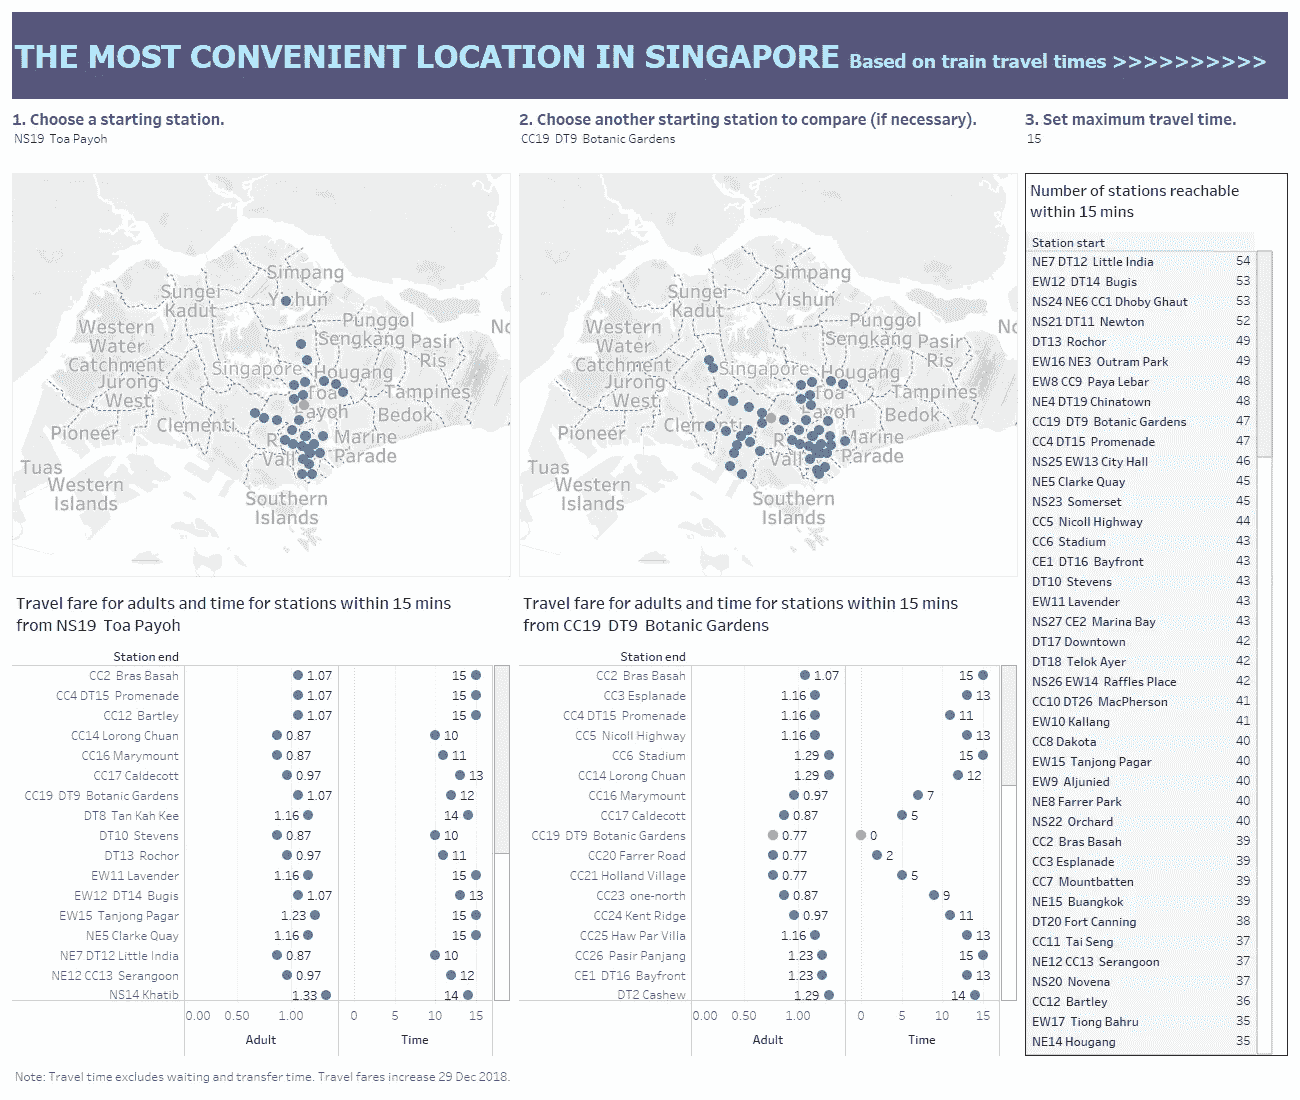 THE MOST CONVENIENT LOCATION IN SINGAPORE Based on train travel times >>>>>>>>>>
1. Choose a starting station.
NS19 Toa Payoh
2. Choose another starting station to compare (if necessary).
CC19 DT9 Botanic Gardens
3. Set maximum travel time.
15
Simpang
Sungei
Kadut
Yishun
Western
Water
Catchment
Punggol
Sengkang
Pasir
Ris
Singapore
Hougang
Jurong
West
Toa
Payoh
Tampines
Bedok
Pioneer
Clementi
Marine
Parade
Tuas
Western
Islands
Southern
Islands
Simpang
Sungei
Kadut
Yishun
Western
Water
Catchment
Punggol
Sengkang
Pasir
Ris
Singapore
Hougang
Jurong
West
Toa
Payoh
Tampines
Bedok
Pioneer
Marine
Parade
Tuas
Western
Islands
Southern
Islands
Travel fare for adults and time for stations within 15 mins
from NS19 Toa Payoh
Station end
CC2 Bras Basah 1.07 15
CC4 DT15 Promenade 1.07 15
CC12 Bartley 1.07 15
CC14 Lorong Chuan 0.87 10
CC16 Marymount 0.87 11
CC17 Caldecott 0.97 13
CC19 DT9 Botanic Gardens 1.07 12
DT8 Tan Kah Kee 1.16 14
DT10 Stevens 0.87 10
DT13 Rochor 0.97 11
EW11 Lavender 1.16 15
EW12 DT14 Bugis 1.07 13
EW15 Tanjong Pagar 1.23 15
NE5 Clarke Quay 1.16 15
NE7 DT12 Little India 0.87 10
NE12 CC13 Serangoon 0.97 12
NS14 Khatib 1.33 14
0.00 0.50 1.00 0 5 10 15
Adult Time
Travel fare for adults and time for stations within 15 mins
from CC19 DT9 Botanic Gardens
Station end
CC2 Bras Basah 1.07 15
CC3 Esplanade 1.16 13
CC4 DT15 Promenade 1.16 11
CC5 Nicoll Highway 1.16 13
CC6 Stadium 1.29 15
CC14 Lorong Chuan 1.29 12
CC16 Marymount 0.97 7
CC17 Caldecott 0.87 5
CC19 DT9 Botanic Gardens 0.77 0
CC20 Farrer Road 0.77 2
CC21 Holland Village 0.77 5
CC23 one-north 0.87 9
CC24 Kent Ridge 0.97 11
CC25 Haw Par Villa 1.16 13
CC26 Pasir Panjang 1.23 15
CE1 DT16 Bayfront 1.23 13
DT2 Cashew 1.29 14
0.00 0.50 1.00 0 5 10 15
Adult Time
Number of stations reachable
within 15 mins
Station start
NE7 DT12 Little India 54
EW12 DT14 Bugis 53
NS24 NE6 CC1 Dhoby Ghaut 53
NS21 DT11 Newton 52
DT13 Rochor 49
EW16 NE3 Outram Park 49
EW8 CC9 Paya Lebar 48
NE4 DT19 Chinatown 48
CC19 DT9 Botanic Gardens 47
CC4 DT15 Promenade 47
NS25 EW13 City Hall 46
NE5 Clarke Quay 45
NS23 Somerset 45
CC5 Nicoll Highway 44
CC6 Stadium 43
CE1 DT16 Bayfront 43
DT10 Stevens 43
EW11 Lavender 43
NS27 CE2 Marina Bay 43
DT17 Downtown 42
DT18 Telok Ayer 42
NS26 EW14 Raffles Place 42
CC10 DT26 MacPherson 41
EW10 Kallang 41
CC8 Dakota 40
EW15 Tanjong Pagar 40
EW9 Aljunied 40
NE8 Farrer Park 40
NS22 Orchard 40
CC2 Bras Basah 39
CC3 Esplanade 39
CC7 Mountbatten 39
NE15 Buangkok 39
DT20 Fort Canning 38
CC11 Tai Seng 37
NE12 CC13 Serangoon 37
NS20 Novena 37
CC12 Bartley 36
EW17 Tiong Bahru 35
NE14 Hougang 35
Note: Travel time excludes waiting and transfer time. Travel fares increase 29 Dec 2018.